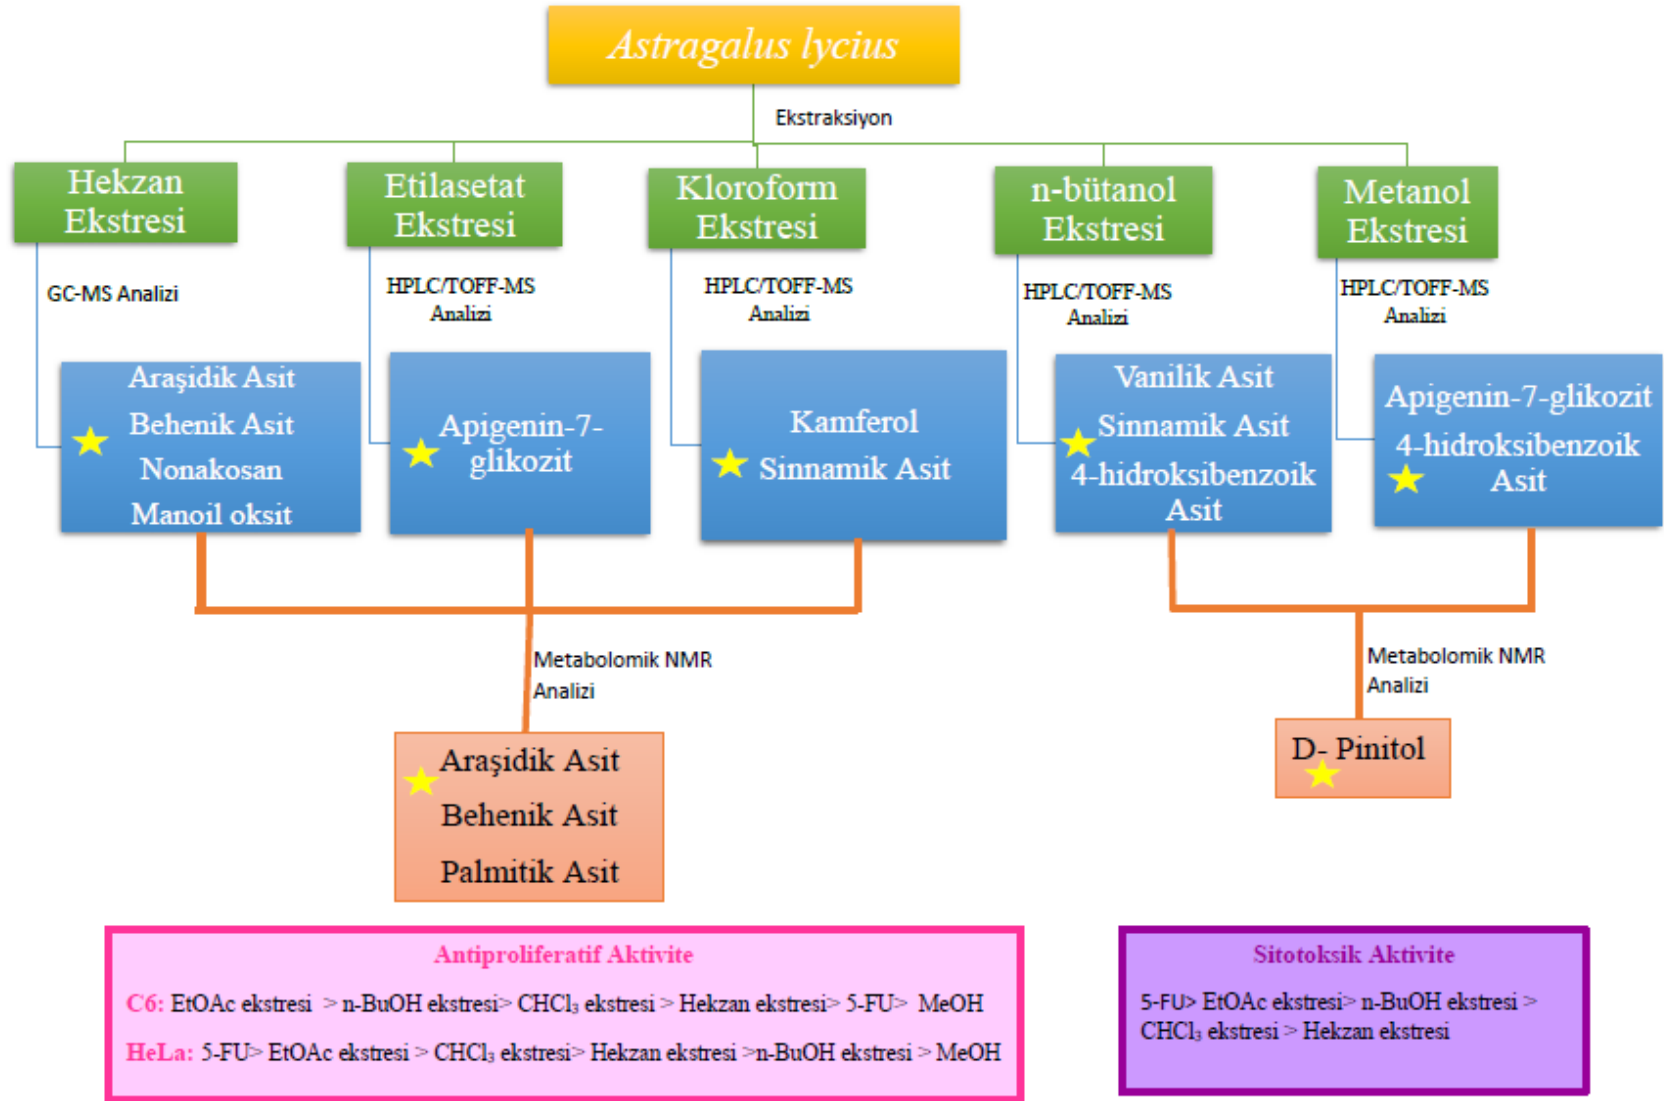 Astragalus lycius
Ekstraksiyon
Hekzan
Ekstresi
Etilasetat
Ekstresi
Kloroform
Ekstresi
n-bütanol
Ekstresi
Metanol
Ekstresi
GC-MS Analizi
HPLC/TOFF-MS
Analizi
HPLC/TOFF-MS
Analizi
HPLC/TOFF-MS
Analizi
HPLC/TOFF-MS
Analizi
Araşidik Asit
Behenik Asit
Nonakosan
Manoil oksit
Apigenin-7-
glikozit
Kamferol
Sinnamik Asit
Vanilik Asit
Sinnamik Asit
4-hidroksibenzoik
Asit
Apigenin-7-glikozit
4-hidroksibenzoik
Asit
Metabolomik NMR
Analizi
Metabolomik NMR
Analizi
Araşidik Asit
Behenik Asit
Palmitik Asit
D- Pinitol
Antiproliferatif Aktivite
C6: EtOAc ekstresi > n-BuOH ekstresi> CHCl₃ ekstresi > Hekzan ekstresi> 5-FU> MeOH
HeLa: 5-FU> EtOAc ekstresi > CHCl₃ ekstresi> Hekzan ekstresi >n-BuOH ekstresi > MeOH
Sitotoksik Aktivite
5-FU> EtOAc ekstresi> n-BuOH ekstresi >
CHCl₃ ekstresi > Hekzan ekstresi